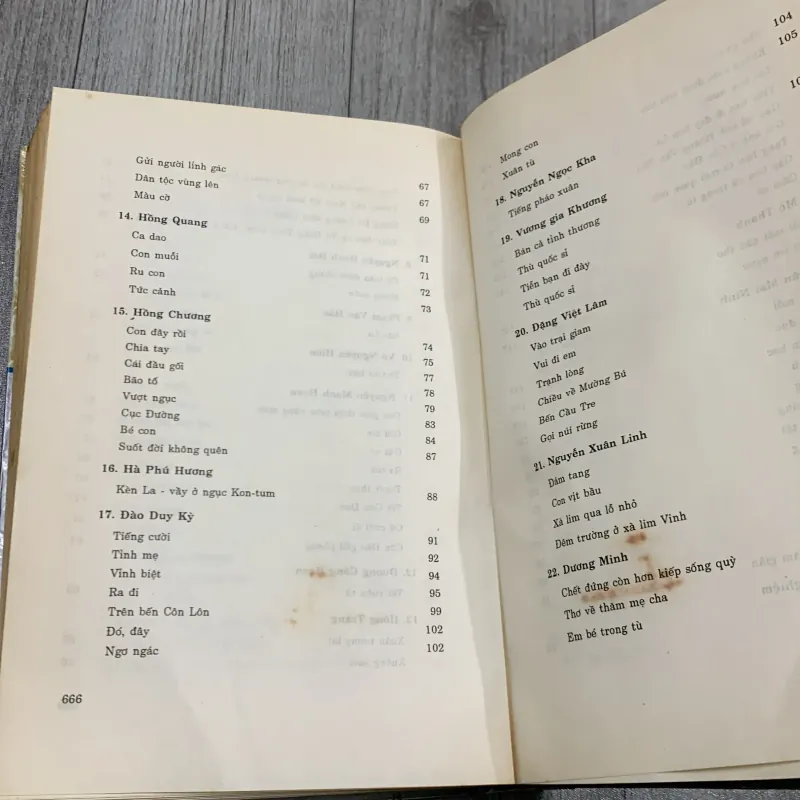 Gửi người lính gác 67
Dân tộc vùng lên 67
Màu cờ 69
14. Hồng Quang
Ca dao 71
Con muỗi 71
Ru con 72
Tức cảnh 73
15. Hồng Chương
Con đây rồi 74
Chia tay 75
Cái đầu gối 77
Bão tố 78
Vượt ngục 79
Cục Đường 83
Bé con 84
Suốt đời không quên 87
16. Hà Phú Hương
Kèn La - vầy ở ngục Kon-tum 88
17. Đào Duy Kỳ
Tiếng cười 91
Tỉnh mẹ 92
Vĩnh biệt 94
Ra đi 95
Trên bến Côn Lôn 99
Đó, đây 102
Ngơ ngác 102
666
Mong con 104
Xuân tù 105
18. Nguyễn Ngọc Kha
Tiếng pháo xuân
19. Vương gia Khương
Bán cả tình thương
Thù quốc sỉ
Tiễn bạn đi đày
Thù quốc sỉ
20. Đặng Việt Lâm
Vào trại giam
Vui đi em
Trạnh lòng
Chiều về Mường Bú
Bến Cầu Tre
Gọi núi rừng
21. Nguyễn Xuân Linh
Đám tang
Con vịt bầu
Xà lim qua lỗ nhỏ
Đêm trường ở xà lim Vinh
22. Dương Minh
Chết đứng còn hơn kiếp sống quỳ
Thơ về thăm mẹ cha
Em bé trong tù